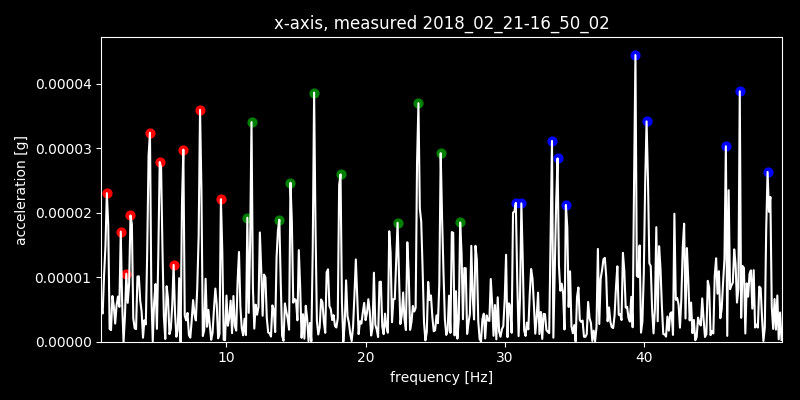 x-axis, measured 2018_02_21-16_50_02
acceleration [g]
0.00004
0.00003
0.00002
0.00001
0.00000
10 20 30 40
frequency [Hz]